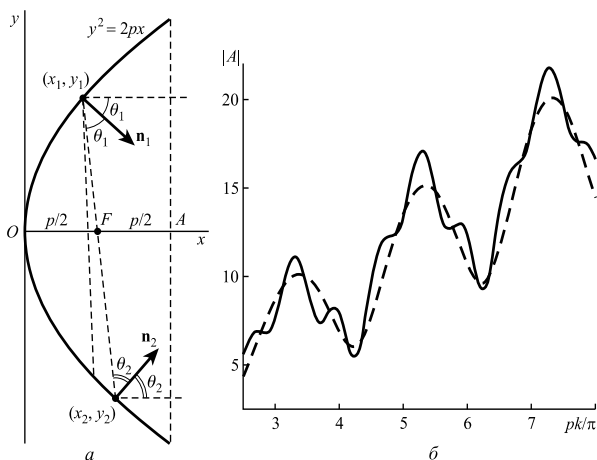 y
y² = 2px
(x₁, y₁)
θ₁
θ₁
n₁
p/2
F
p/2
A
O
x
n₂
θ₂
θ₂
(x₂, y₂)
а
|A|
20
15
10
5
3 4 5 6 7 pk/π
б